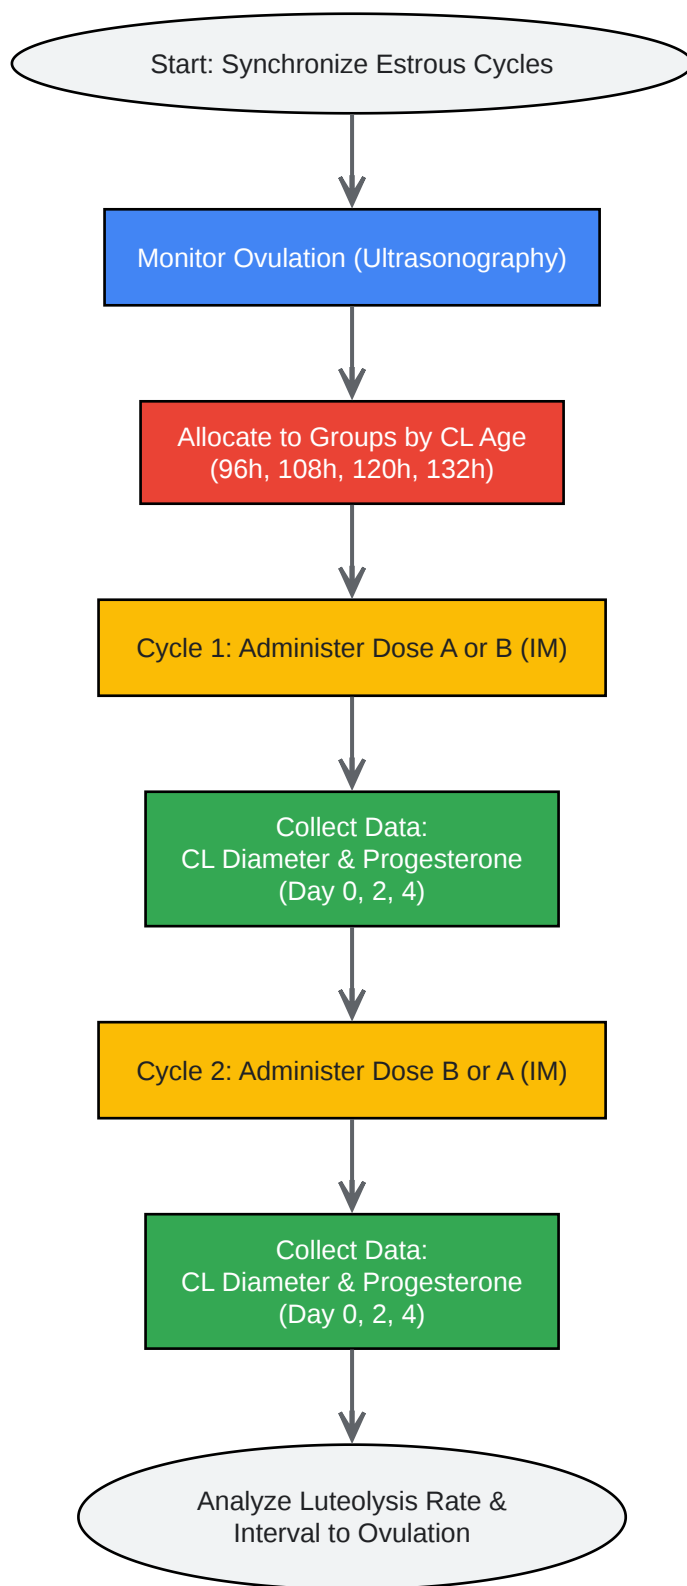 Start: Synchronize Estrous Cycles
Monitor Ovulation (Ultrasonography)
Allocate to Groups by CL Age
(96h, 108h, 120h, 132h)
Cycle 1: Administer Dose A or B (IM)
Collect Data:
CL Diameter & Progesterone
(Day 0, 2, 4)
Cycle 2: Administer Dose B or A (IM)
Collect Data:
CL Diameter & Progesterone
(Day 0, 2, 4)
Analyze Luteolysis Rate &
Interval to Ovulation